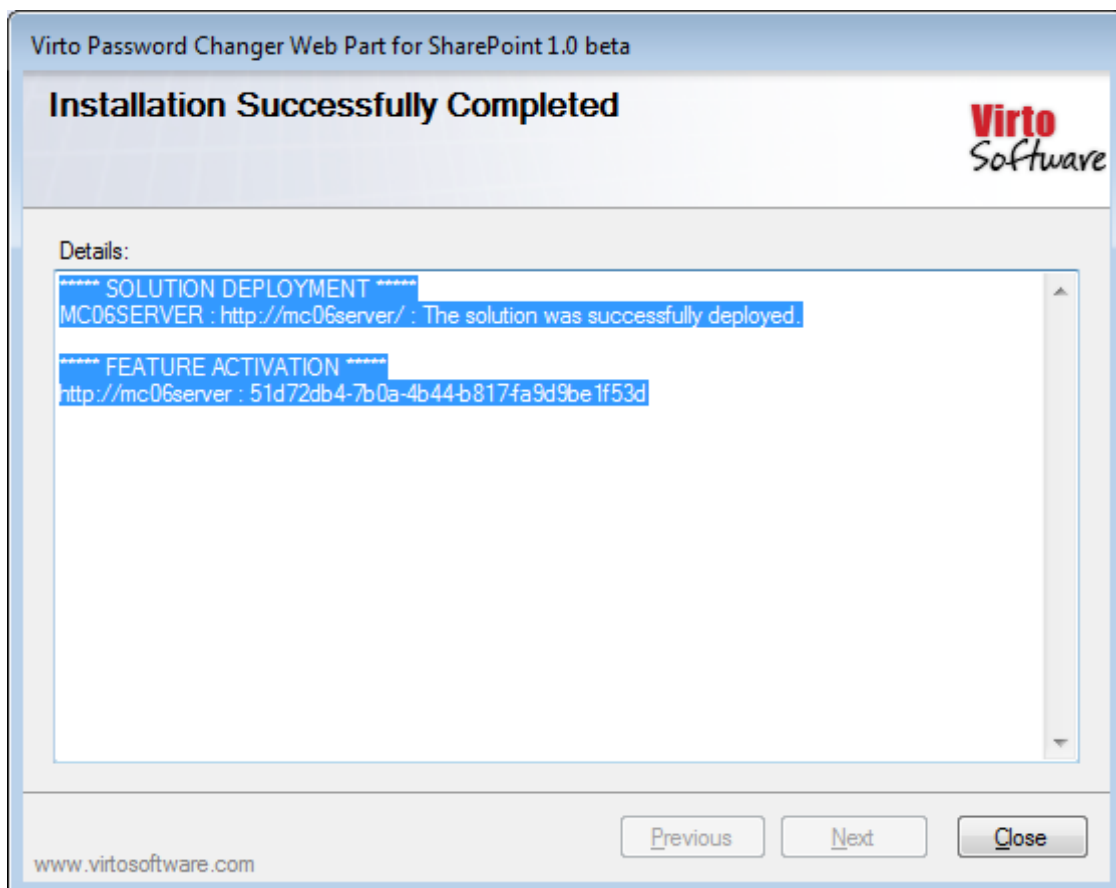 Virto Password Changer Web Part for SharePoint 1.0 beta
Installation Successfully Completed
Virto
Software
Details:
***** SOLUTION DEPLOYMENT *****
MC06SERVER : http://mc06server/ : The solution was successfully deployed.
***** FEATURE ACTIVATION *****
http://mc06server : 51d72db4-7b0a-4b44-b817-fa9d9be1f53d
Previous
Next
Close
www.virtosoftware.com